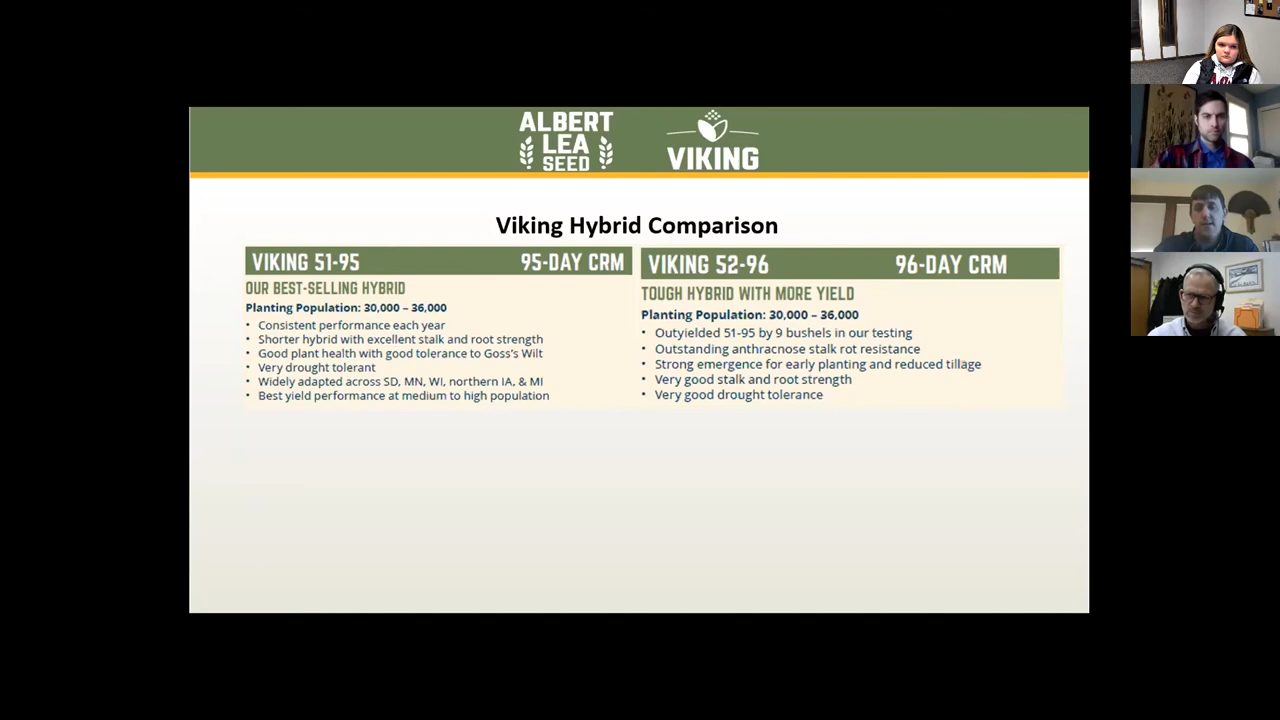 ALBERT
LEA
SEED
VIKING
Viking Hybrid Comparison
VIKING 51-95 95-DAY CRM
OUR BEST-SELLING HYBRID
Planting Population: 30,000 – 36,000
• Consistent performance each year
• Shorter hybrid with excellent stalk and root strength
• Good plant health with good tolerance to Goss's Wilt
• Very drought tolerant
• Widely adapted across SD, MN, WI, northern IA, & MI
• Best yield performance at medium to high population
VIKING 52-96 96-DAY CRM
TOUGH HYBRID WITH MORE YIELD
Planting Population: 30,000 – 36,000
• Outyielded 51-95 by 9 bushels in our testing
• Outstanding anthracnose stalk rot resistance
• Strong emergence for early planting and reduced tillage
• Very good stalk and root strength
• Very good drought tolerance